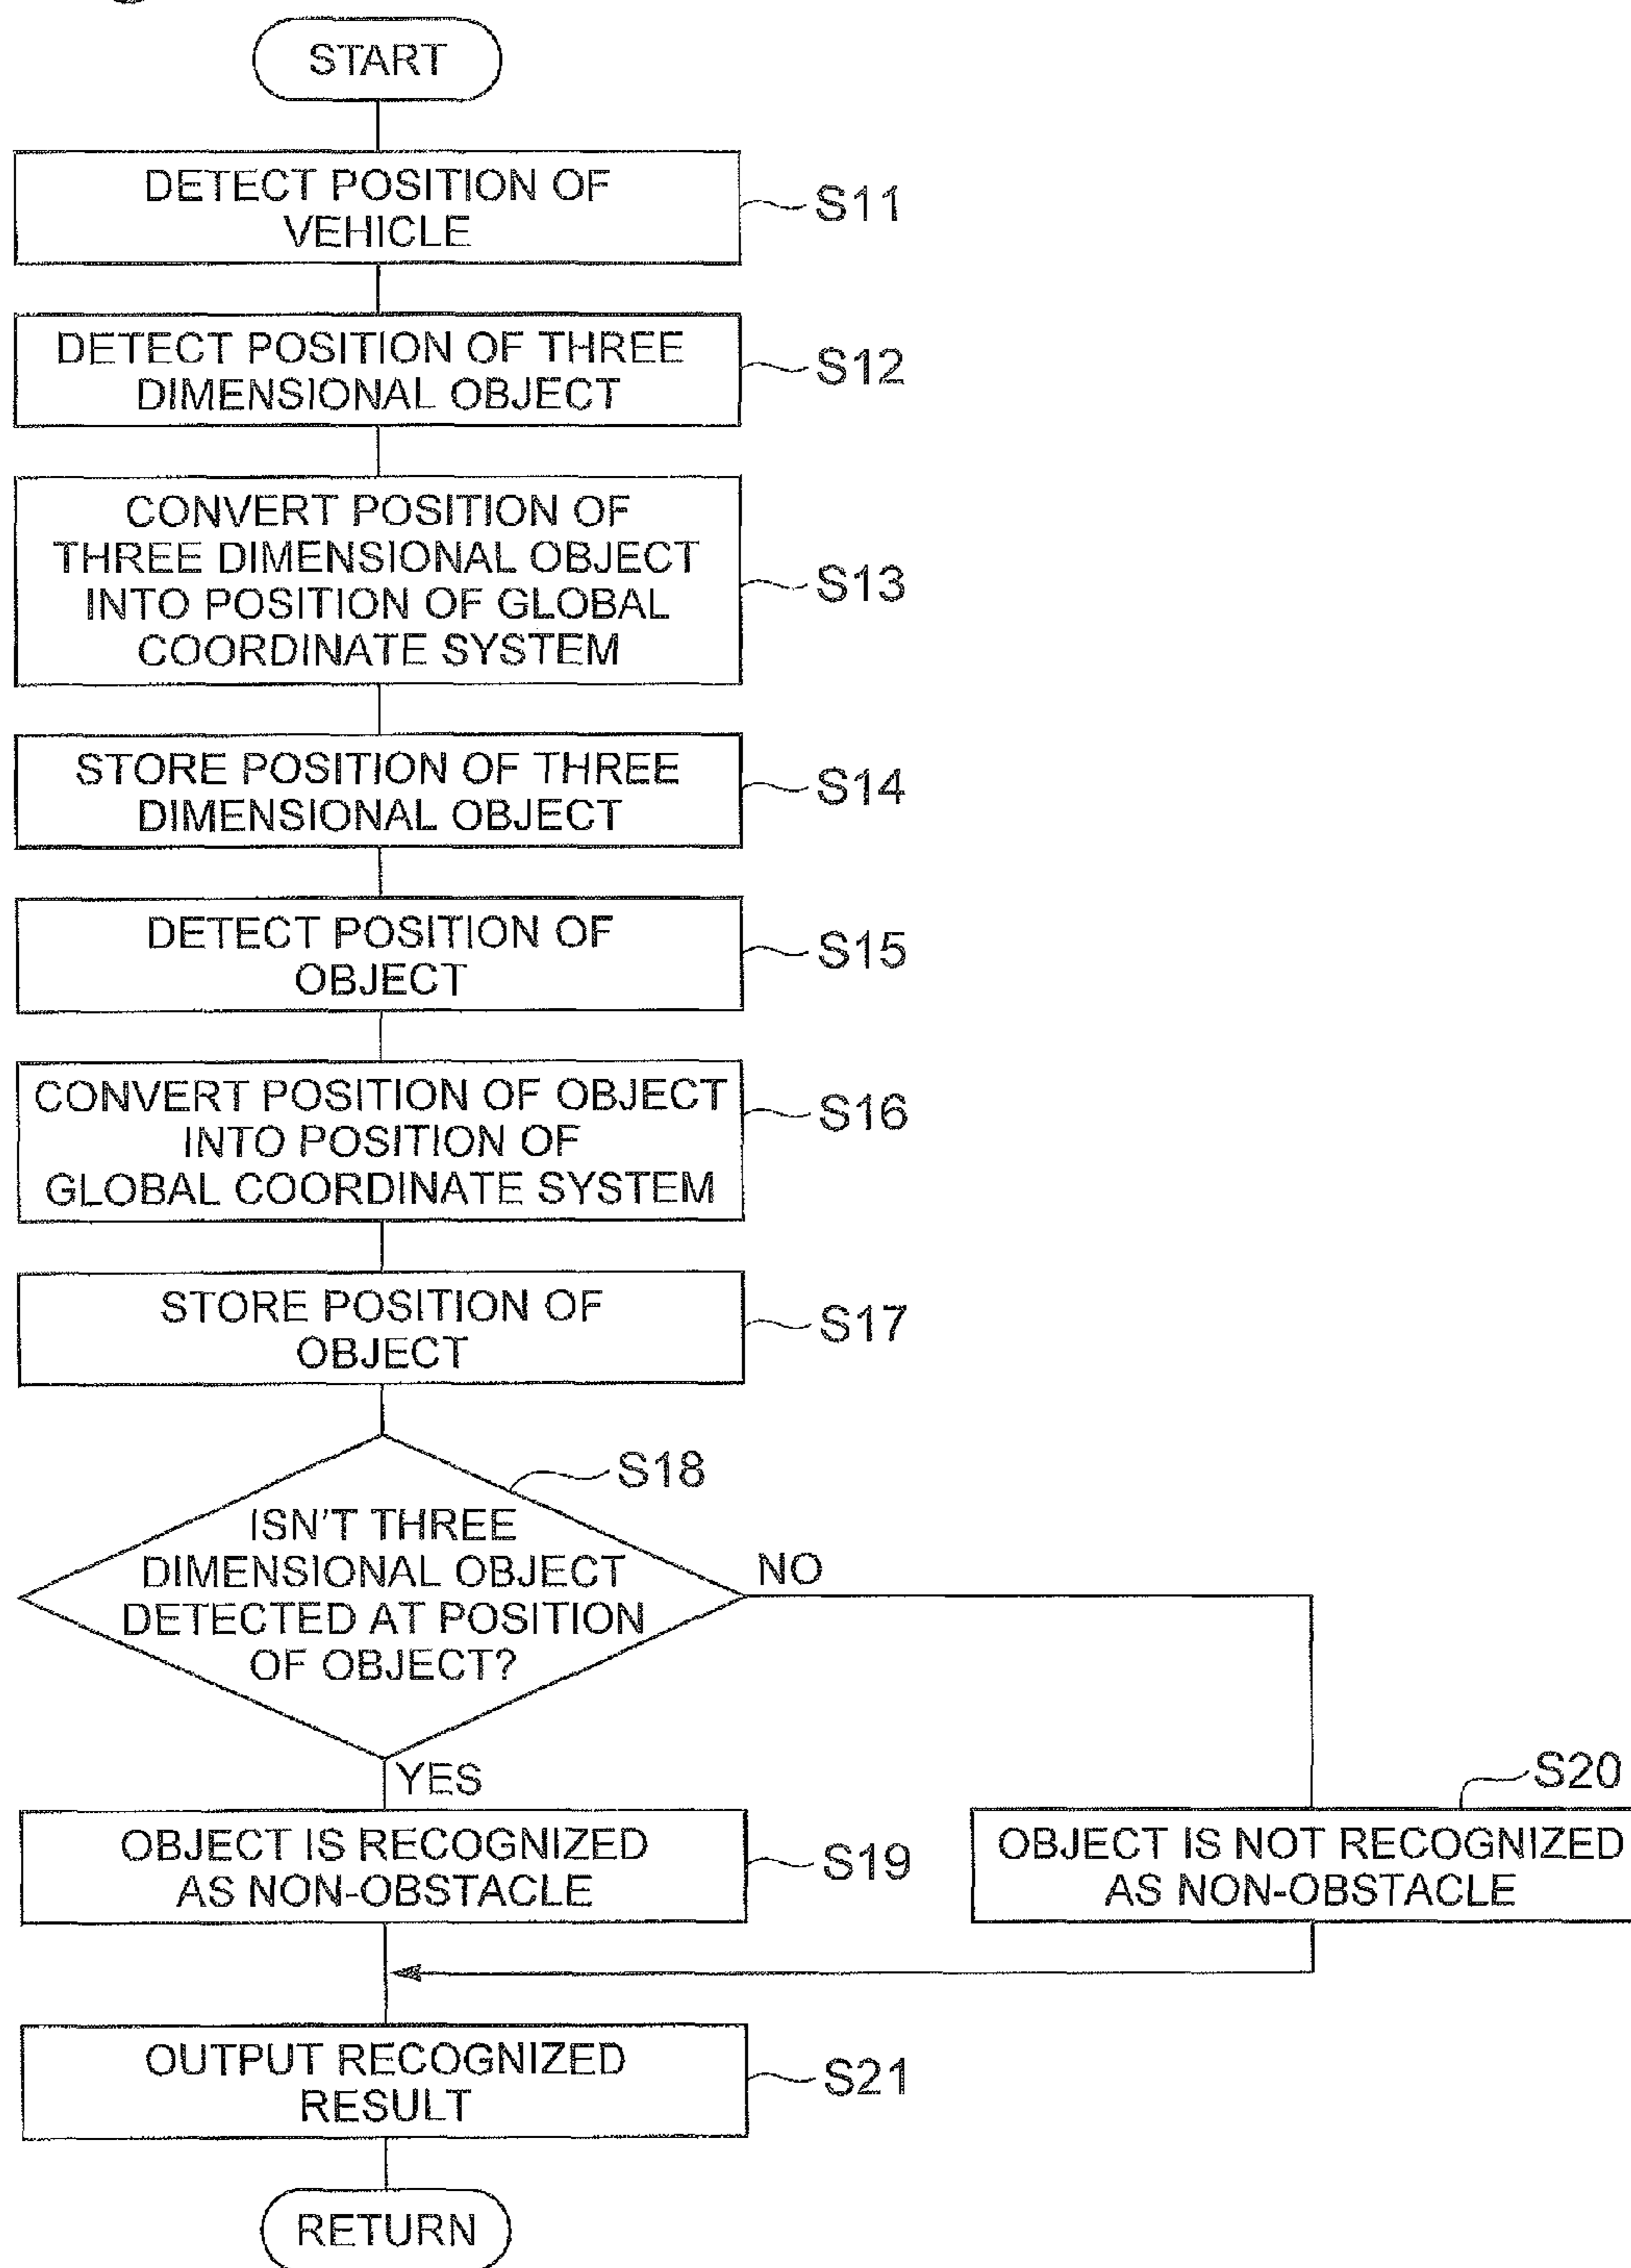 START
DETECT POSITION OF
VEHICLE
S11
DETECT POSITION OF THREE
DIMENSIONAL OBJECT
S12
CONVERT POSITION OF
THREE DIMENSIONAL OBJECT
INTO POSITION OF GLOBAL
COORDINATE SYSTEM
S13
STORE POSITION OF THREE
DIMENSIONAL OBJECT
S14
DETECT POSITION OF
OBJECT
S15
CONVERT POSITION OF OBJECT
INTO POSITION OF
GLOBAL COORDINATE SYSTEM
S16
STORE POSITION OF
OBJECT
S17
S18
ISN'T THREE
DIMENSIONAL OBJECT
DETECTED AT POSITION
OF OBJECT?
NO
YES
OBJECT IS RECOGNIZED
AS NON-OBSTACLE
S19
S20
OBJECT IS NOT RECOGNIZED
AS NON-OBSTACLE
OUTPUT RECOGNIZED
RESULT
S21
RETURN